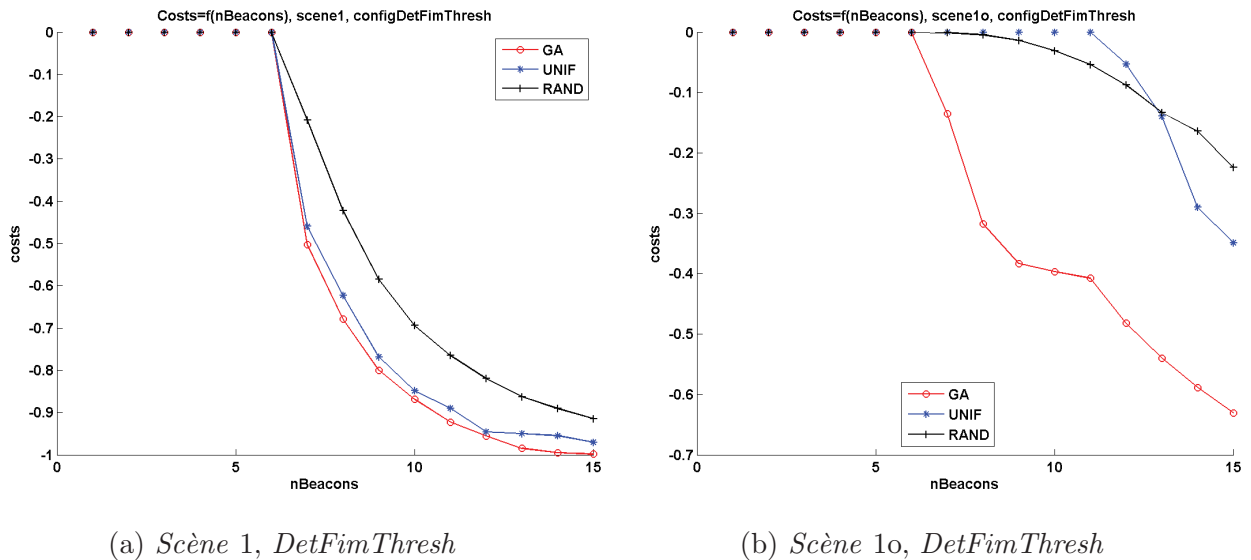 Costs=f(nBeacons), scene1, configDetFimThresh
0
-0.1
-0.2
-0.3
-0.4
-0.5
-0.6
-0.7
-0.8
-0.9
-1
costs
GA
UNIF
RAND
0
5
10
15
nBeacons
(a) Scène 1, DetFimThresh
Costs=f(nBeacons), scene1o, configDetFimThresh
0
-0.1
-0.2
-0.3
-0.4
-0.5
-0.6
-0.7
costs
GA
UNIF
RAND
0
5
10
15
nBeacons
(b) Scène 1o, DetFimThresh